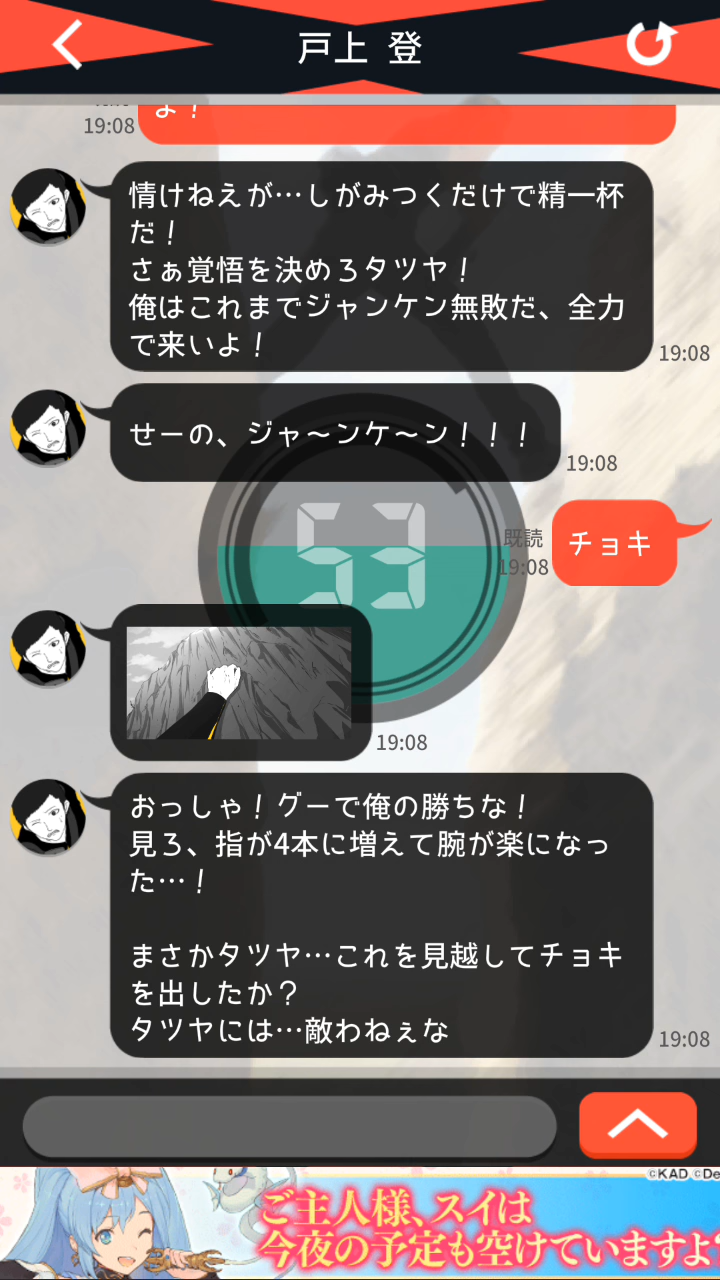 戸上 登
よ！
19:08
情けねえが…しがみつくだけで精一杯
だ！
さぁ覚悟を決めろタツヤ！
俺はこれまでジャンケン無敗だ、全力
で来いよ！
19:08
せーの、ジャ〜ンケ〜ン！！！
19:08
53
既読
19:08
チョキ
19:08
おっしゃ！グーで俺の勝ちな！
見ろ、指が4本に増えて腕が楽になっ
た…！
まさかタツヤ…これを見越してチョキ
を出したか？
タツヤには…敵わねぇな
19:08
©KAD ©De
ご主人様、スイは
今夜の予定も空けていますよ